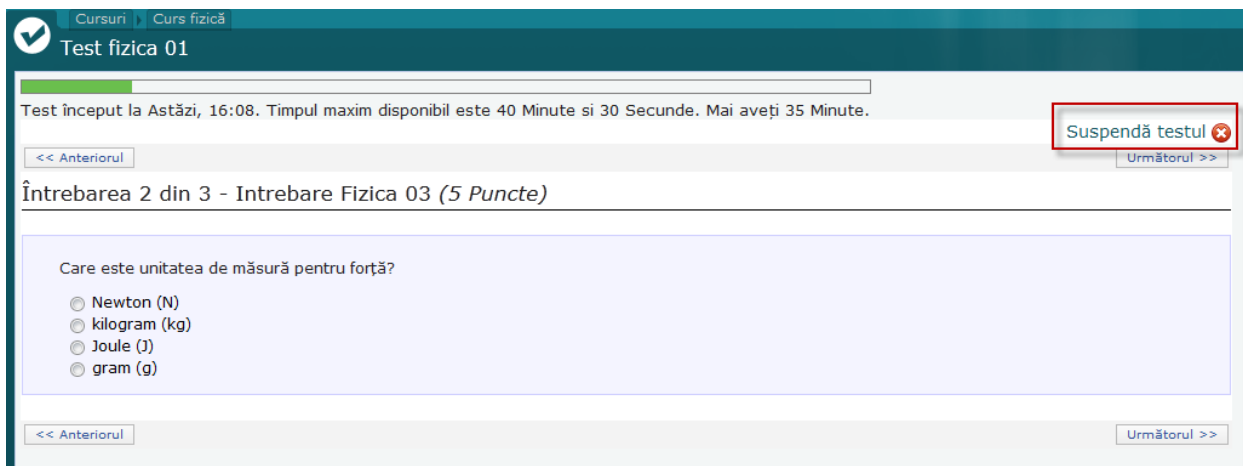 Cursuri Curs fizică
Test fizica 01
Test început la Astăzi, 16:08. Timpul maxim disponibil este 40 Minute si 30 Secunde. Mai aveți 35 Minute.
Suspendă testul
<< Anteriorul Următorul >>
Întrebarea 2 din 3 - Intrebare Fizica 03 (5 Puncte)
Care este unitatea de măsură pentru forță?
Newton (N)
kilogram (kg)
Joule (J)
gram (g)
<< Anteriorul Următorul >>